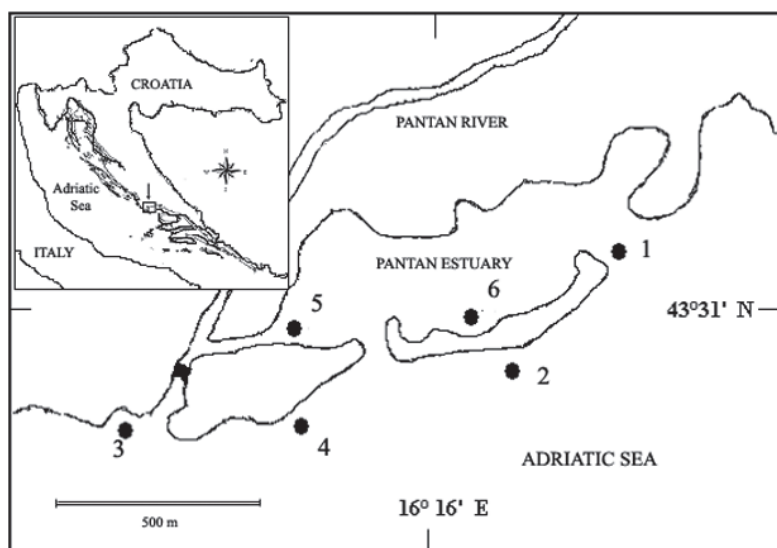 CROATIA
Adriatic
Sea
ITALY
PANTAN RIVER
PANTAN ESTUARY
1
5
6
43°31' N
2
3
4
ADRIATIC SEA
500 m
16° 16' E